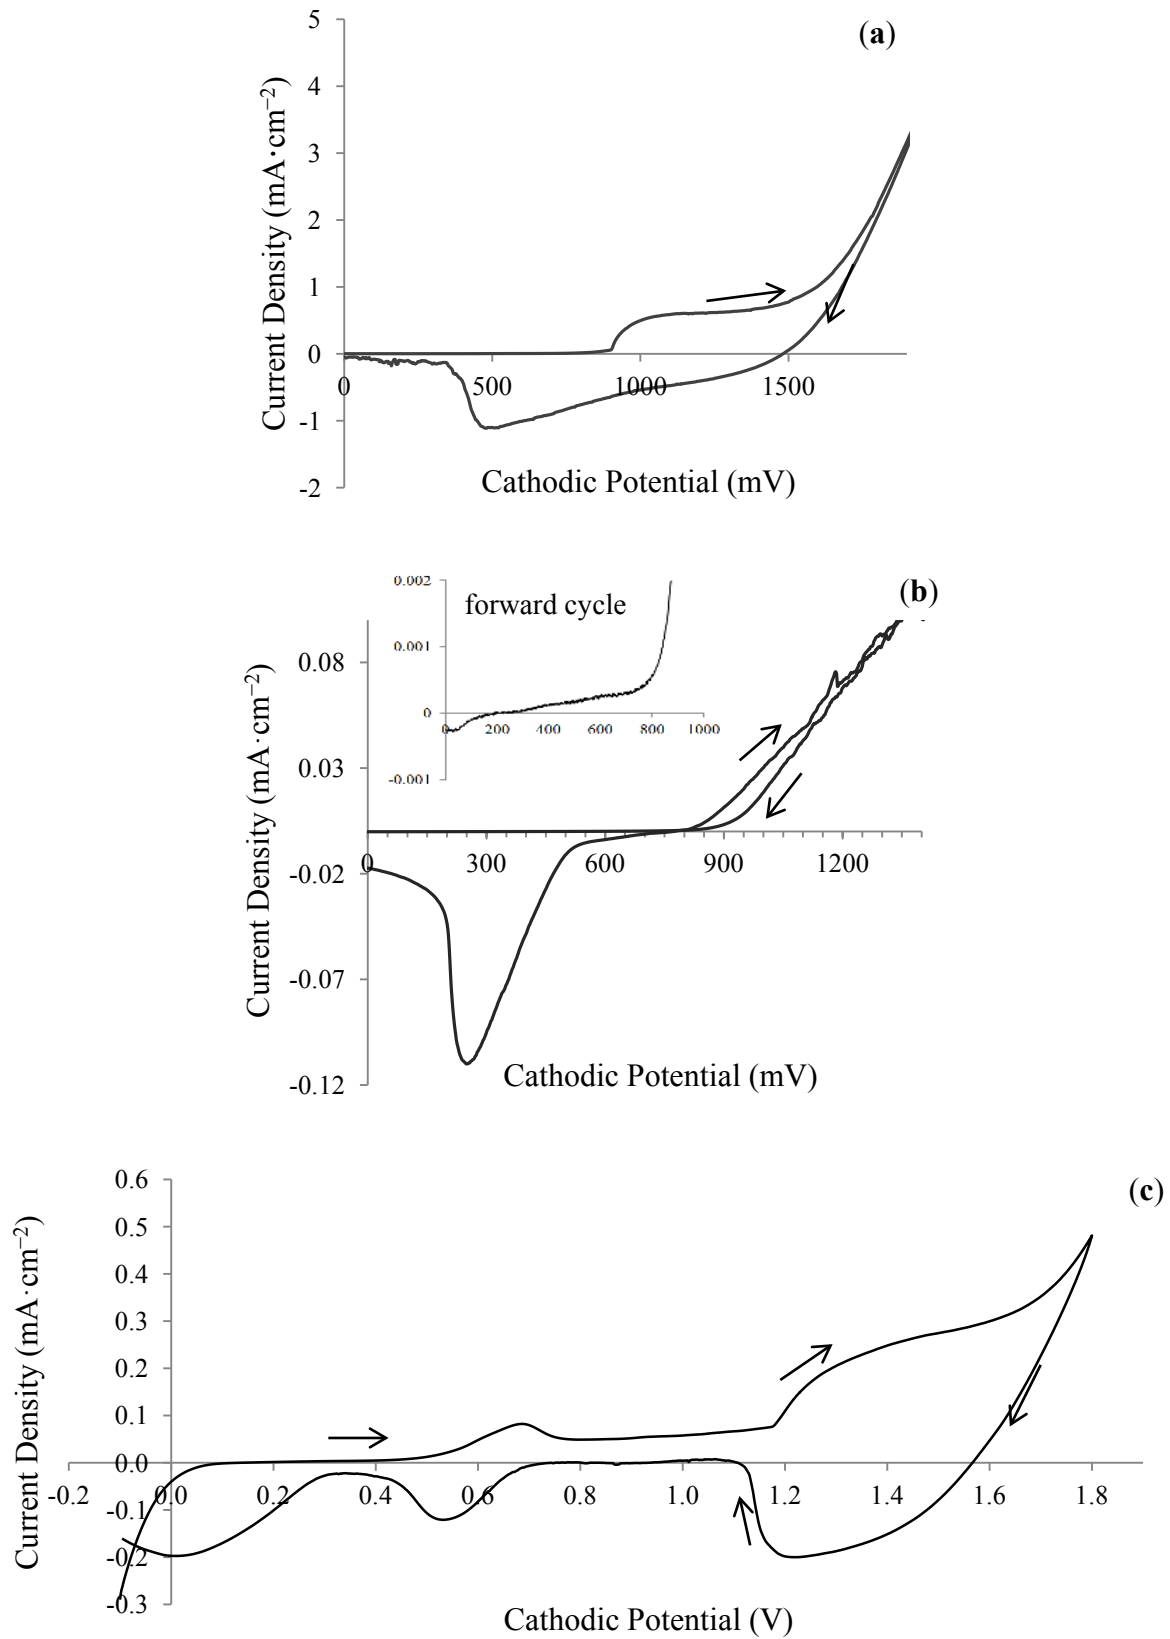 (a)
Current Density (mA·cm−2)
5
4
3
2
1
0
-1
-2
0 500 1000 1500
Cathodic Potential (mV)
(b)
forward cycle
0.002
0.001
0
-0.001
0 200 400 600 800 1000
Current Density (mA·cm−2)
0.08
0.03
-0.02
-0.07
-0.12
0 300 600 900 1200
Cathodic Potential (mV)
(c)
Current Density (mA·cm−2)
0.6
0.5
0.4
0.3
0.2
0.1
0.0
-0.1
-0.2
-0.3
-0.2 0.0 0.2 0.4 0.6 0.8 1.0 1.2 1.4 1.6 1.8
Cathodic Potential (V)